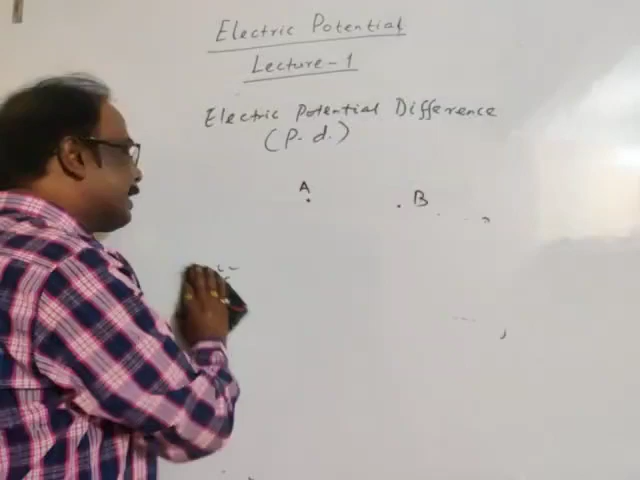 Electric Potential
Lecture-1
Electric Potential Difference
(P.d.)
A
B